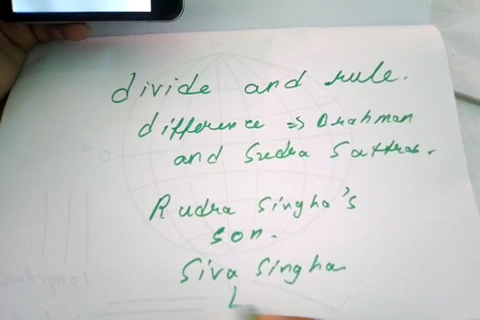 divide and rule.
difference => Brahman
and Sudra Sattras.
Rudra Singha's
son.
Siva Singha